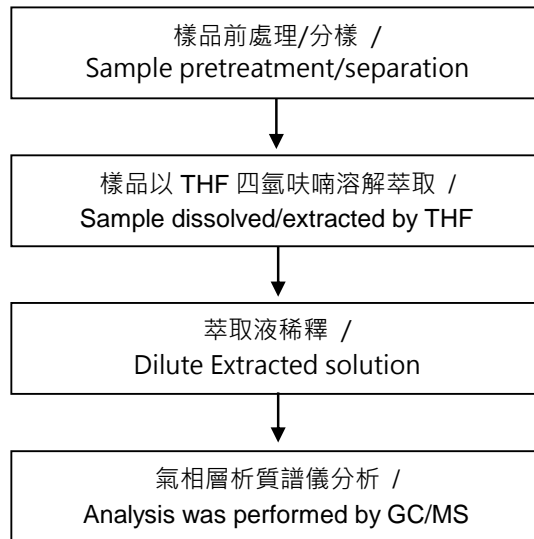 樣品前處理/分樣 /
Sample pretreatment/separation
樣品以 THF 四氫呋喃溶解萃取 /
Sample dissolved/extracted by THF
萃取液稀釋 /
Dilute Extracted solution
氣相層析質譜儀分析 /
Analysis was performed by GC/MS